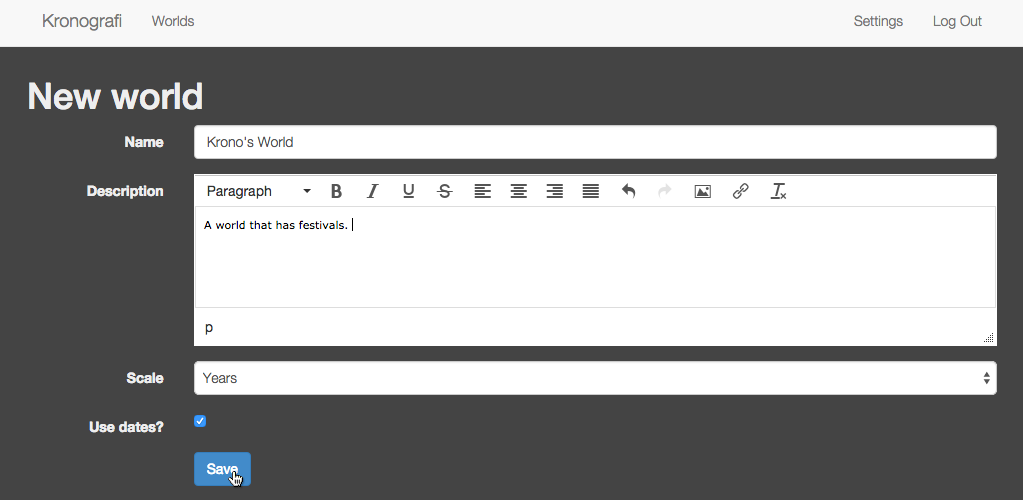 Kronografi Worlds Settings Log Out
New world
Name Krono's World
Description Paragraph B I U S
A world that has festivals.
p
Scale Years
Use dates?
Save